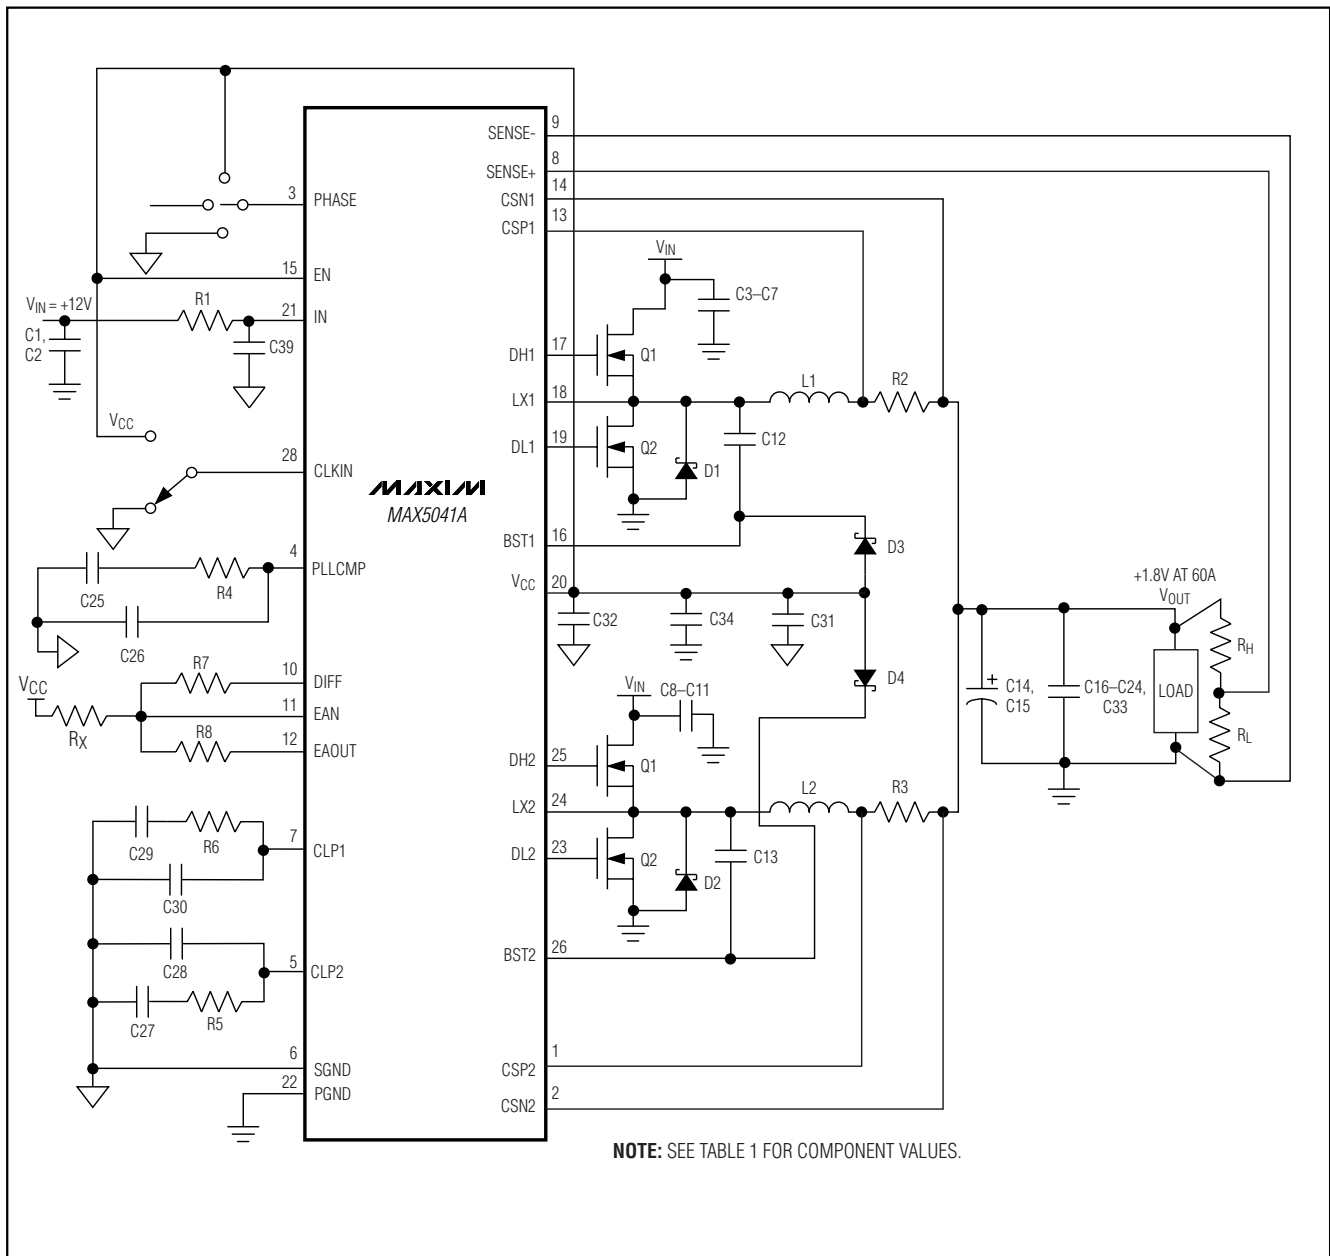 9
SENSE-
8
SENSE+
14
CSN1
13
CSP1
3
PHASE
15
EN
VIN = +12V
R1
21
IN
C1,
C2
C39
VIN
C3–C7
17
DH1
Q1
18
LX1
L1
R2
19
DL1
Q2
C12
D1
VCC
28
CLKIN
MAXIM
MAX5041A
16
BST1
D3
4
PLLCMP
C25
R4
C26
VCC
20
C32
C34
C31
+1.8V AT 60A
VOUT
RH
LOAD
RL
C14,
C15
C16–C24,
C33
D4
R7
10
DIFF
VCC
RX
11
EAN
R8
12
EAOUT
VIN
C8–C11
25
DH2
Q1
24
LX2
L2
R3
23
DL2
Q2
D2
C13
C29
R6
7
CLP1
C30
C28
5
CLP2
C27
R5
26
BST2
6
SGND
22
PGND
1
CSP2
2
CSN2
NOTE: SEE TABLE 1 FOR COMPONENT VALUES.